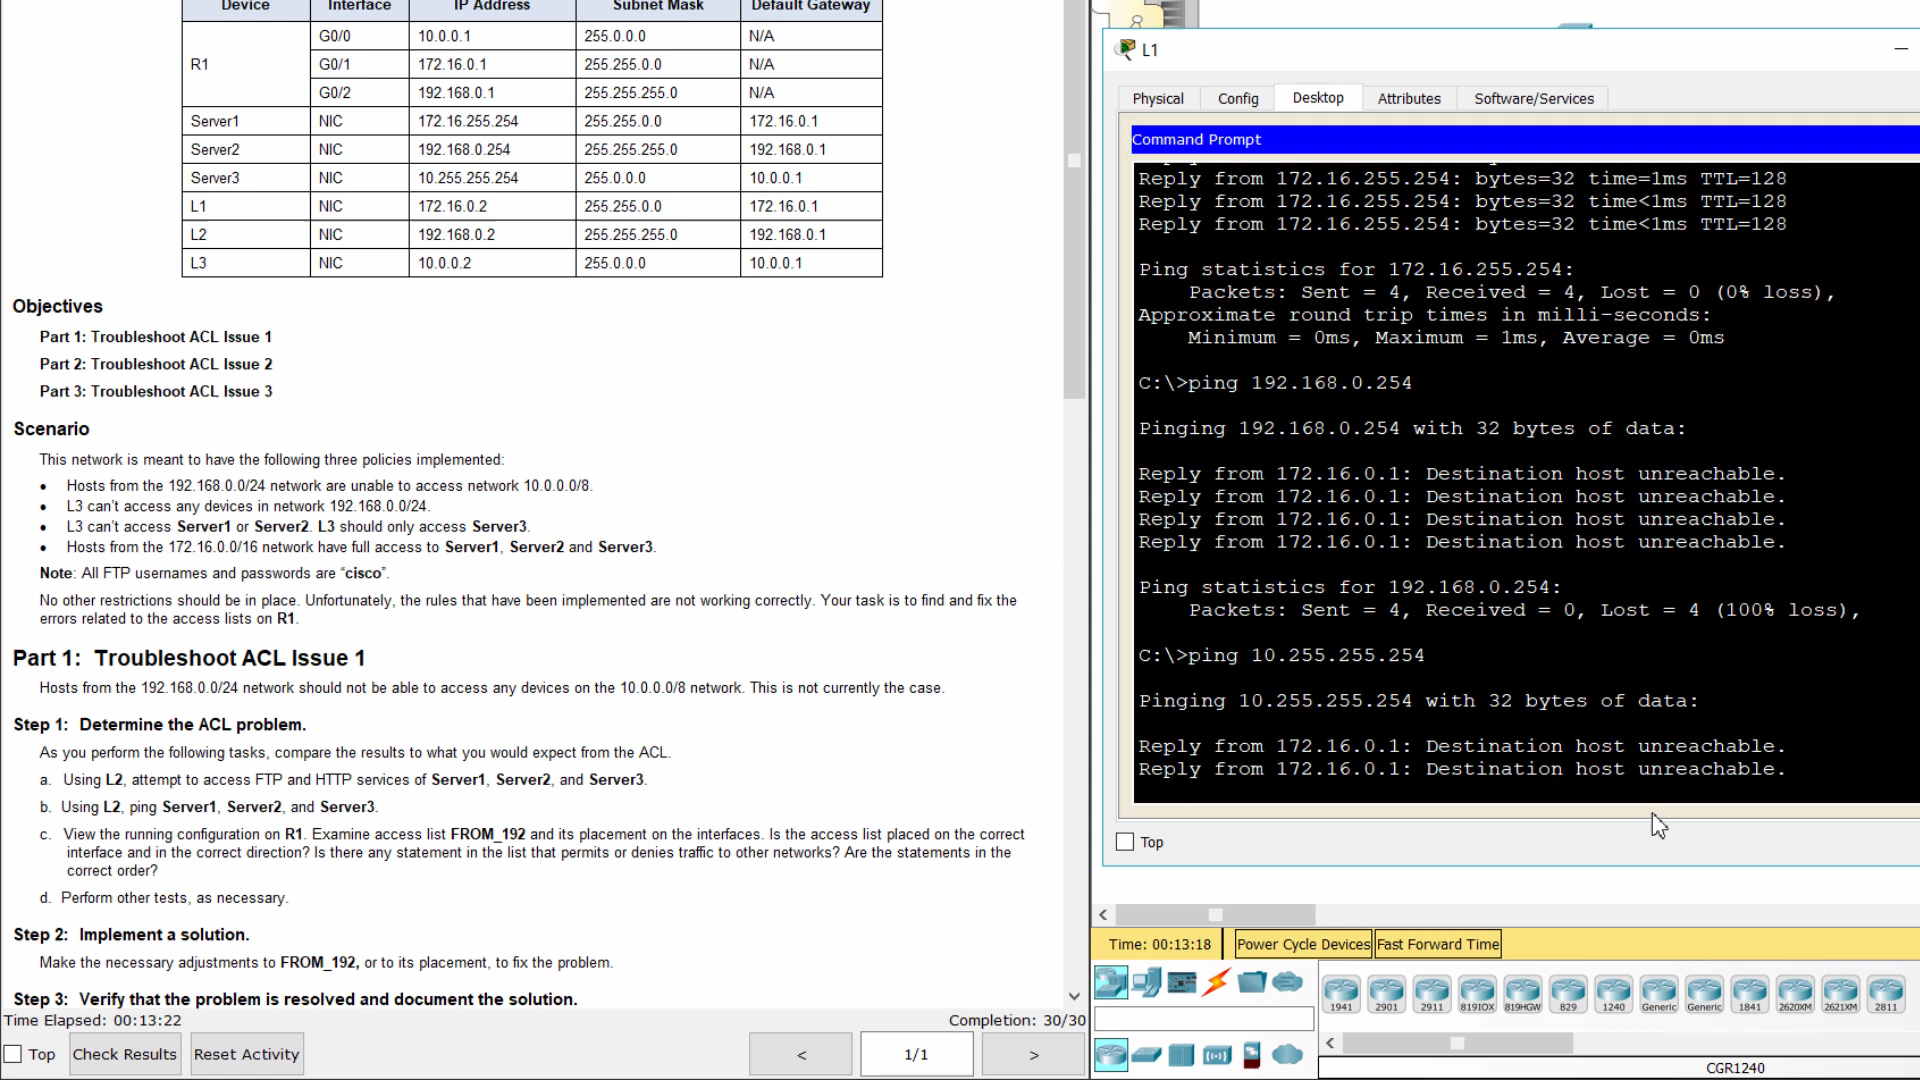 Device Interface IP Address Subnet Mask Default Gateway
R1
G0/0 10.0.0.1 255.0.0.0 N/A
G0/1 172.16.0.1 255.255.0.0 N/A
G0/2 192.168.0.1 255.255.255.0 N/A
Server1 NIC 172.16.255.254 255.255.0.0 172.16.0.1
Server2 NIC 192.168.0.254 255.255.255.0 192.168.0.1
Server3 NIC 10.255.255.254 255.0.0.0 10.0.0.1
L1 NIC 172.16.0.2 255.255.0.0 172.16.0.1
L2 NIC 192.168.0.2 255.255.255.0 192.168.0.1
L3 NIC 10.0.0.2 255.0.0.0 10.0.0.1
Objectives
Part 1: Troubleshoot ACL Issue 1
Part 2: Troubleshoot ACL Issue 2
Part 3: Troubleshoot ACL Issue 3
Scenario
This network is meant to have the following three policies implemented:
• Hosts from the 192.168.0.0/24 network are unable to access network 10.0.0.0/8.
• L3 can't access any devices in network 192.168.0.0/24.
• L3 can't access Server1 or Server2. L3 should only access Server3.
• Hosts from the 172.16.0.0/16 network have full access to Server1, Server2 and Server3.
Note: All FTP usernames and passwords are “cisco”.
No other restrictions should be in place. Unfortunately, the rules that have been implemented are not working correctly. Your task is to find and fix the
errors related to the access lists on R1.
Part 1: Troubleshoot ACL Issue 1
Hosts from the 192.168.0.0/24 network should not be able to access any devices on the 10.0.0.0/8 network. This is not currently the case.
Step 1: Determine the ACL problem.
As you perform the following tasks, compare the results to what you would expect from the ACL.
a. Using L2, attempt to access FTP and HTTP services of Server1, Server2, and Server3.
b. Using L2, ping Server1, Server2, and Server3.
c. View the running configuration on R1. Examine access list FROM_192 and its placement on the interfaces. Is the access list placed on the correct
interface and in the correct direction? Is there any statement in the list that permits or denies traffic to other networks? Are the statements in the
correct order?
d. Perform other tests, as necessary.
Step 2: Implement a solution.
Make the necessary adjustments to FROM_192, or to its placement, to fix the problem.
Step 3: Verify that the problem is resolved and document the solution.
Time Elapsed: 00:13:22 Completion: 30/30
Top Check Results Reset Activity < 1/1 >
L1
Physical Config Desktop Attributes Software/Services
Command Prompt
Reply from 172.16.255.254: bytes=32 time=1ms TTL=128
Reply from 172.16.255.254: bytes=32 time<1ms TTL=128
Reply from 172.16.255.254: bytes=32 time<1ms TTL=128
Ping statistics for 172.16.255.254:
Packets: Sent = 4, Received = 4, Lost = 0 (0% loss),
Approximate round trip times in milli-seconds:
Minimum = 0ms, Maximum = 1ms, Average = 0ms
C:\>ping 192.168.0.254
Pinging 192.168.0.254 with 32 bytes of data:
Reply from 172.16.0.1: Destination host unreachable.
Reply from 172.16.0.1: Destination host unreachable.
Reply from 172.16.0.1: Destination host unreachable.
Reply from 172.16.0.1: Destination host unreachable.
Ping statistics for 192.168.0.254:
Packets: Sent = 4, Received = 0, Lost = 4 (100% loss),
C:\>ping 10.255.255.254
Pinging 10.255.255.254 with 32 bytes of data:
Reply from 172.16.0.1: Destination host unreachable.
Reply from 172.16.0.1: Destination host unreachable.
Top
Time: 00:13:18 Power Cycle Devices Fast Forward Time
1941 2901 2911 819IOX 819HGW 829 1240 Generic Generic 1841 2620XM 2621XM 2811
CGR1240